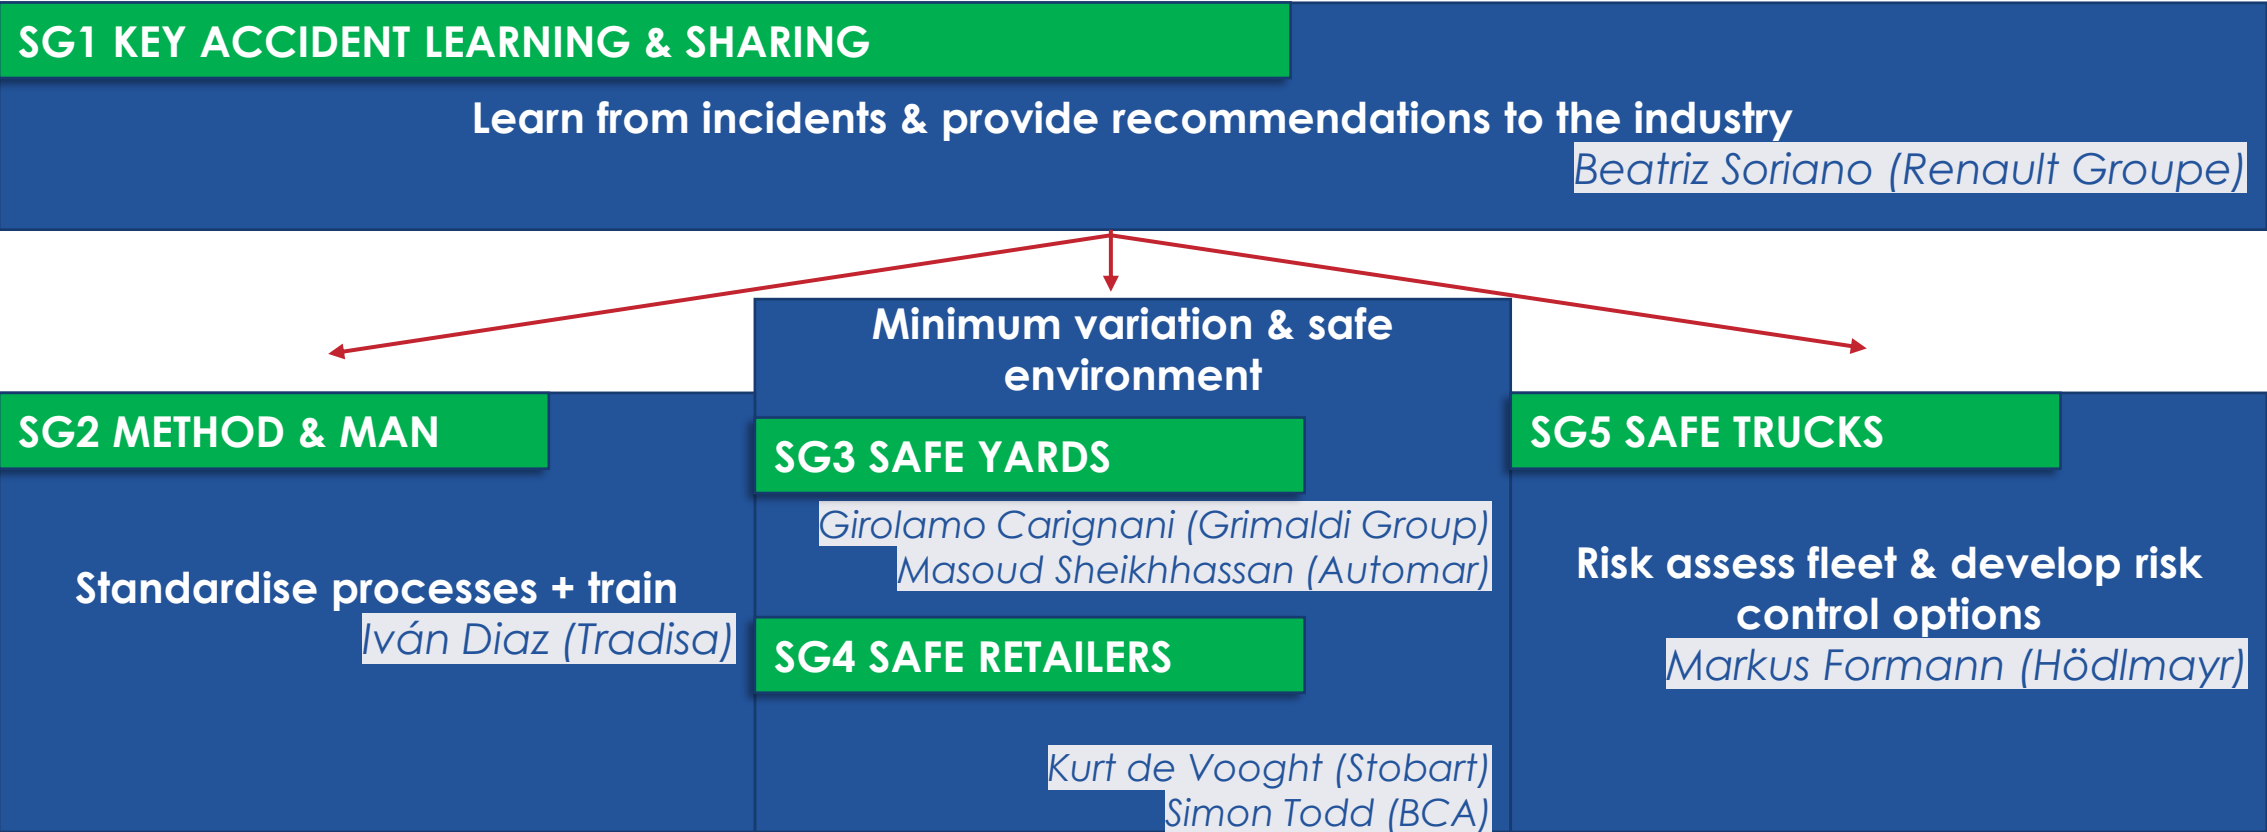 SG1 KEY ACCIDENT LEARNING & SHARING
Learn from incidents & provide recommendations to the industry
Beatriz Soriano (Renault Groupe)
SG2 METHOD & MAN
Standardise processes + train
Iván Diaz (Tradisa)
Minimum variation & safe
environment
SG3 SAFE YARDS
Girolamo Carignani (Grimaldi Group)
Masoud Sheikhhassan (Automar)
SG4 SAFE RETAILERS
Kurt de Vooght (Stobart)
Simon Todd (BCA)
SG5 SAFE TRUCKS
Risk assess fleet & develop risk
control options
Markus Formann (Hödlmayr)